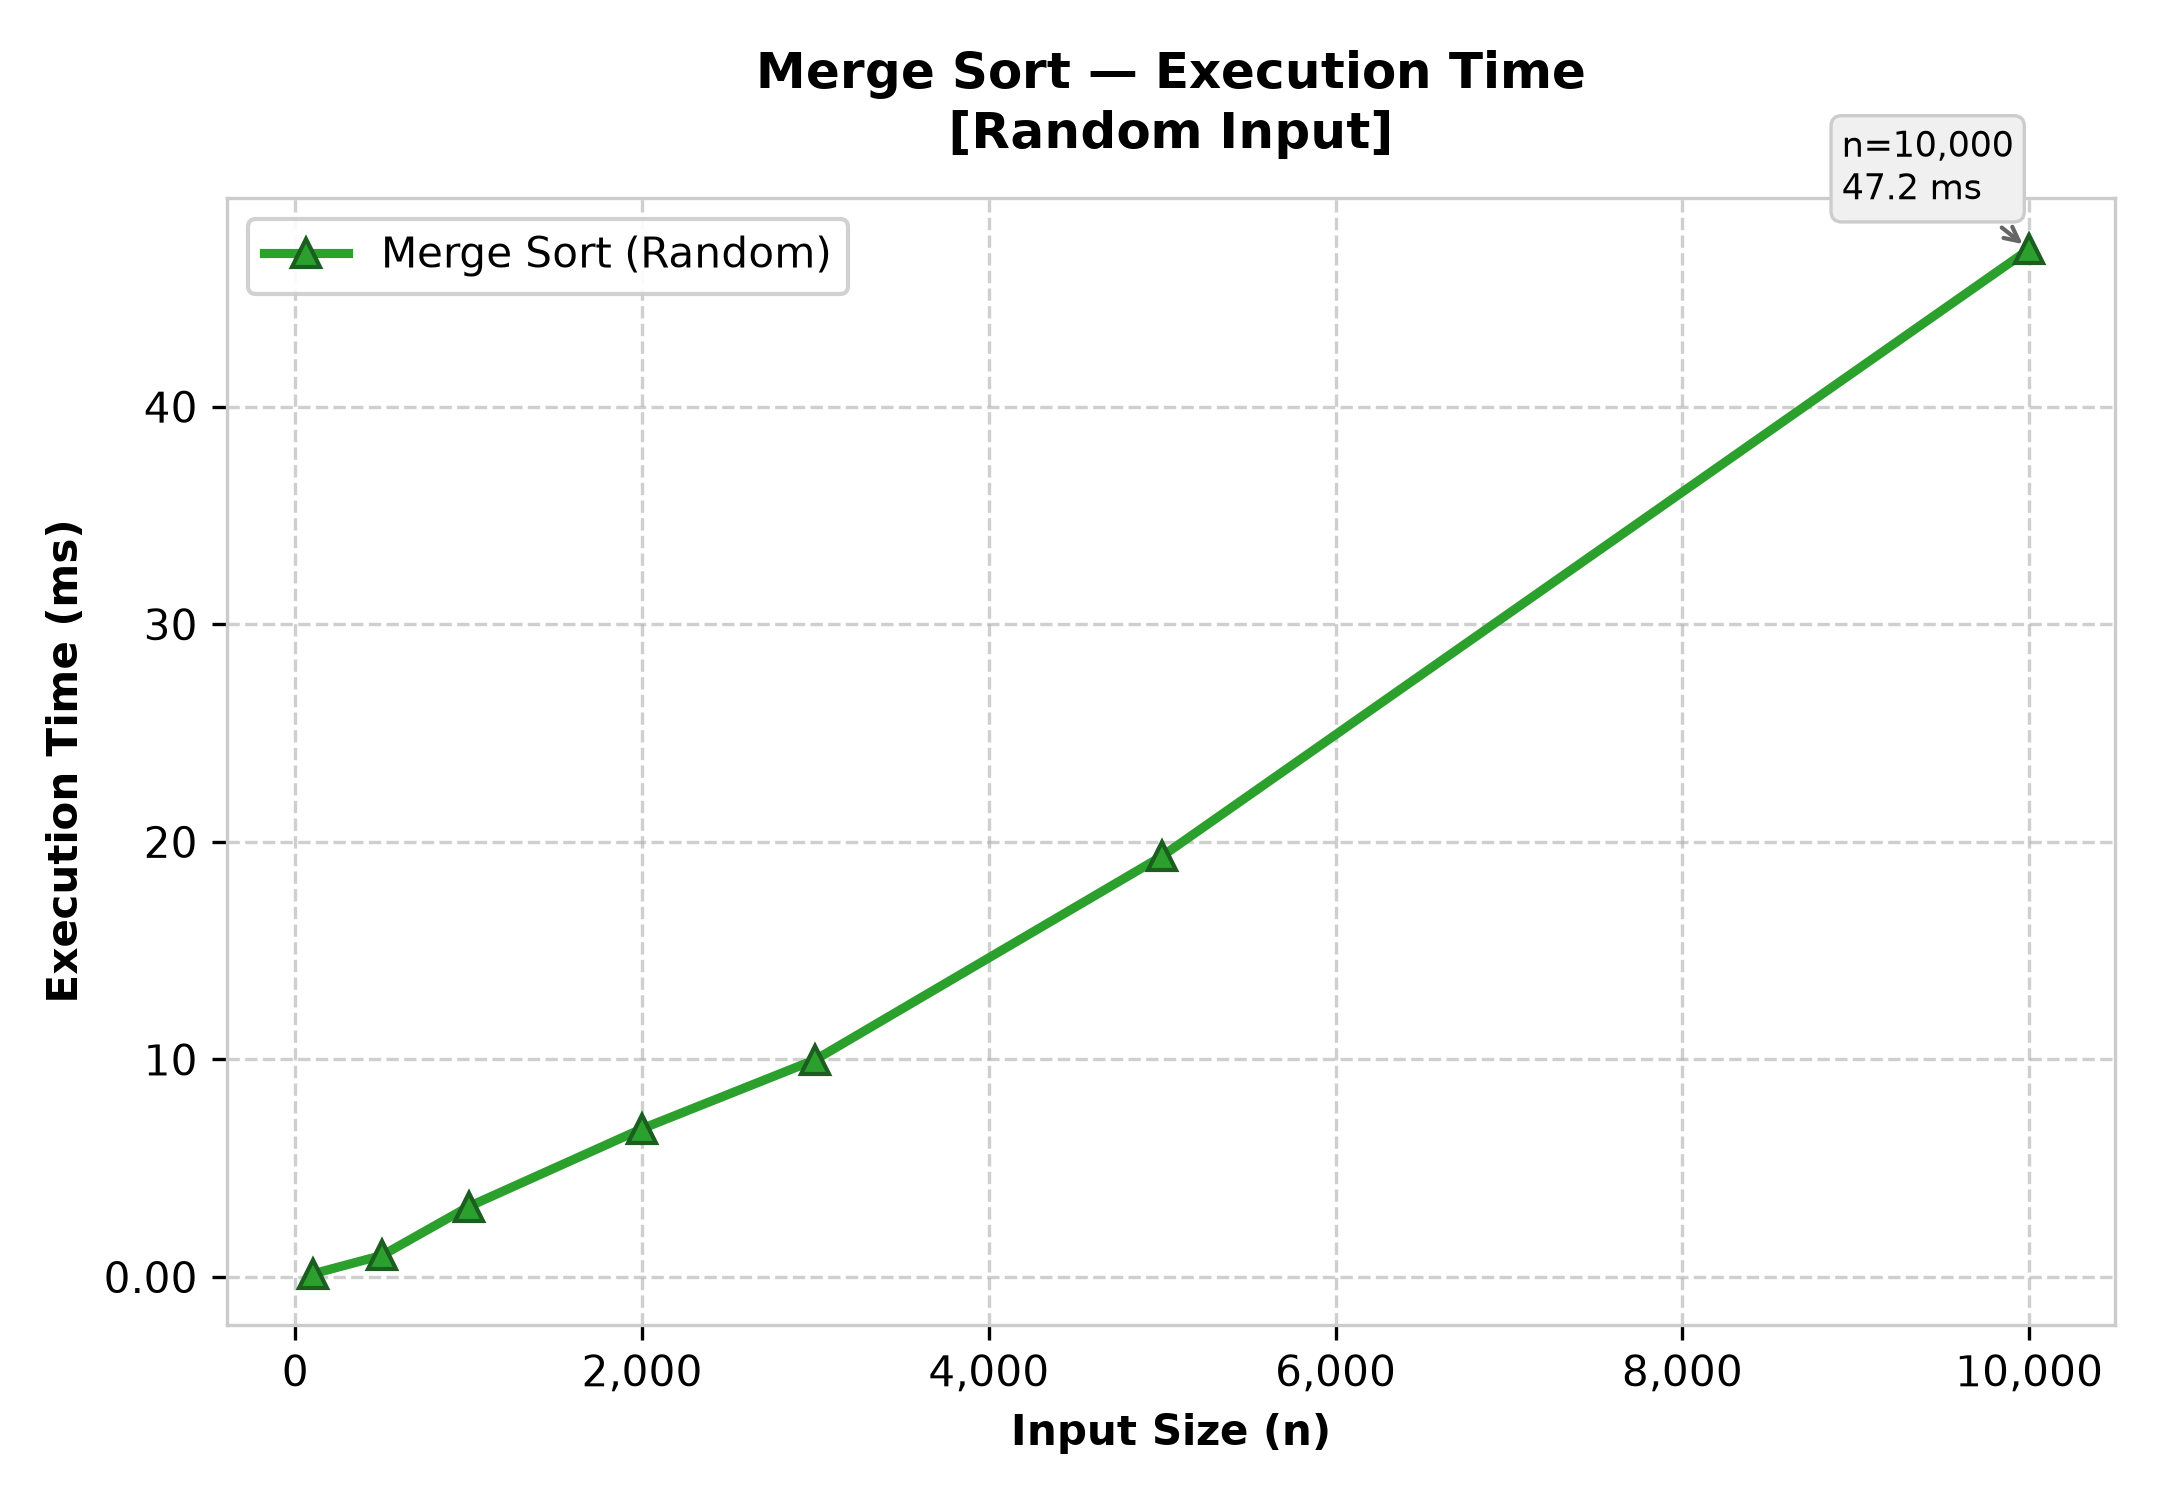 Merge Sort — Execution Time
[Random Input]
n=10,000
47.2 ms
Merge Sort (Random)
Execution Time (ms)
40
30
20
10
0.00
0
2,000
4,000
6,000
8,000
10,000
Input Size (n)